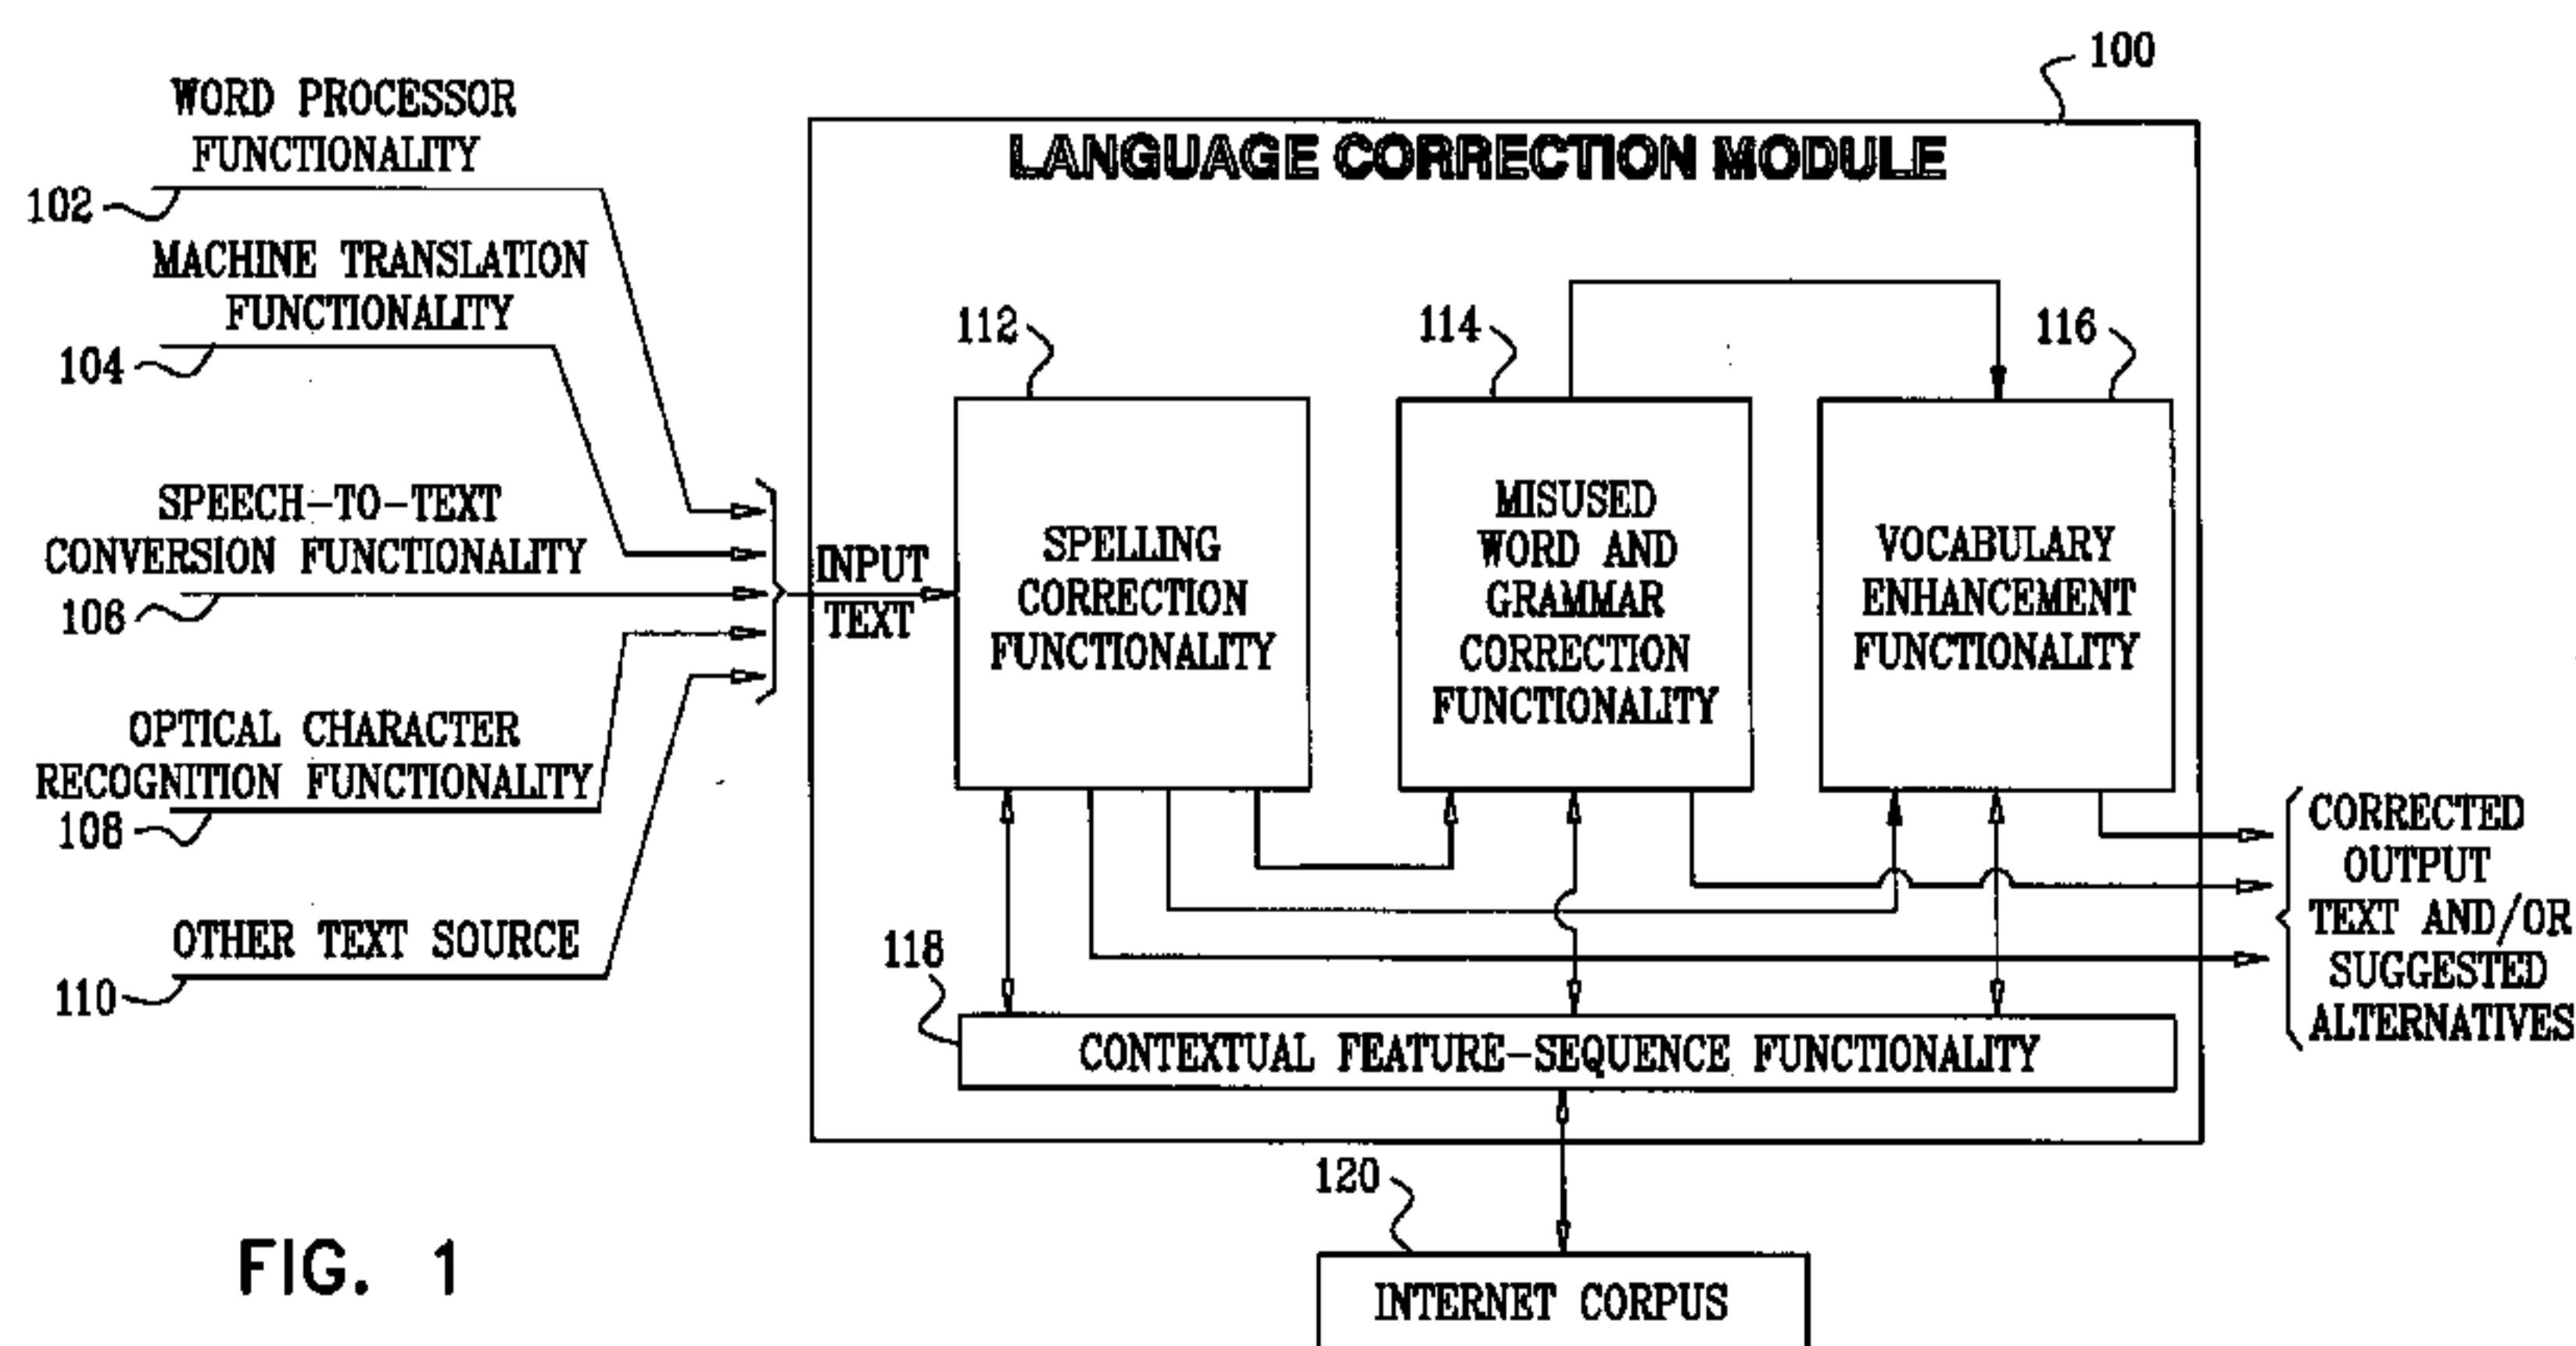 100
LANGUAGE CORRECTION MODULE
WORD PROCESSOR
FUNCTIONALITY
102
MACHINE TRANSLATION
FUNCTIONALITY
104
SPEECH-TO-TEXT
CONVERSION FUNCTIONALITY
106
OPTICAL CHARACTER
RECOGNITION FUNCTIONALITY
108
OTHER TEXT SOURCE
110
INPUT
TEXT
112
SPELLING
CORRECTION
FUNCTIONALITY
114
MISUSED
WORD AND
GRAMMAR
CORRECTION
FUNCTIONALITY
116
VOCABULARY
ENHANCEMENT
FUNCTIONALITY
118
CONTEXTUAL FEATURE-SEQUENCE FUNCTIONALITY
CORRECTED
OUTPUT
TEXT AND/OR
SUGGESTED
ALTERNATIVES
120
INTERNET CORPUS
FIG. 1